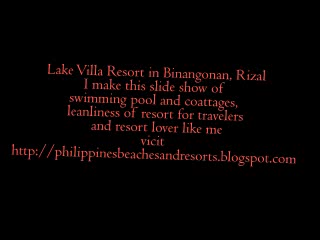 Lake Villa Resort in Binangonan, Rizal
I make this slide show of
swimming pool and coattages,
leanliness of resort for travelers
and resort lover like me
visit
http://philippinesbeachesandresorts.blogspot.com